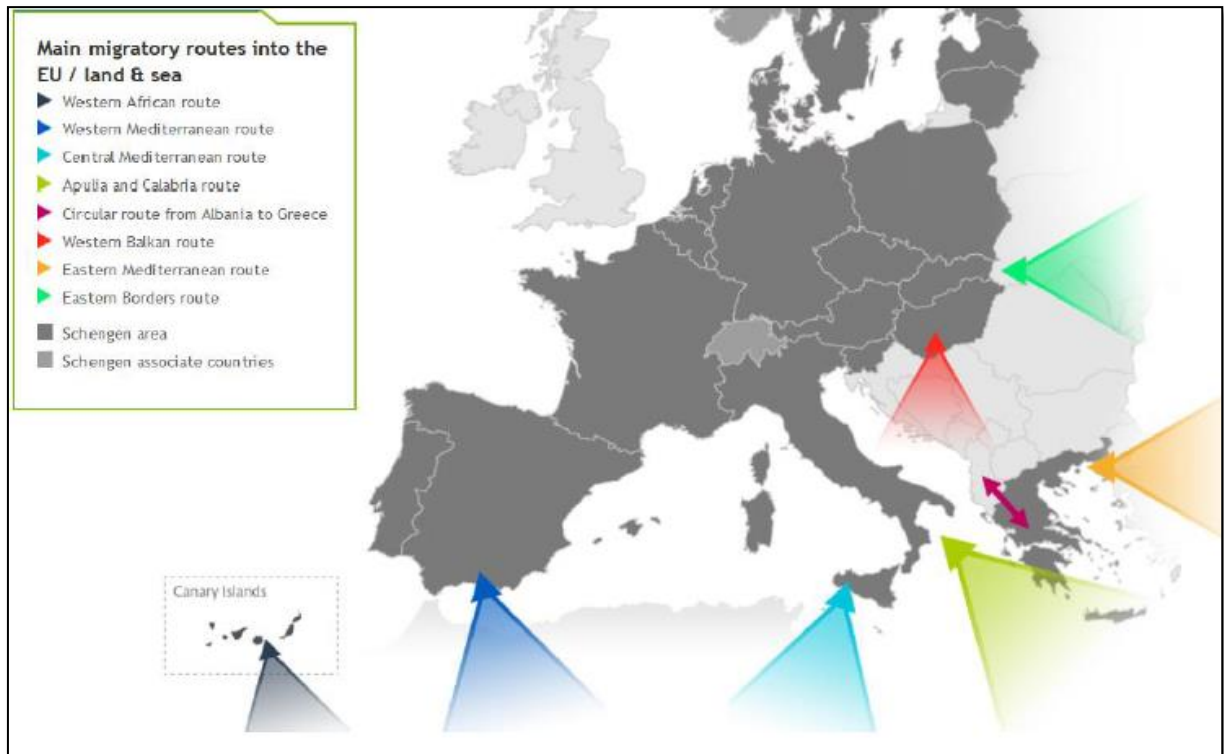 Main migratory routes into the
EU / land & sea
Western African route
Western Mediterranean route
Central Mediterranean route
Apulia and Calabria route
Circular route from Albania to Greece
Western Balkan route
Eastern Mediterranean route
Eastern Borders route
Schengen area
Schengen associate countries
Canary Islands